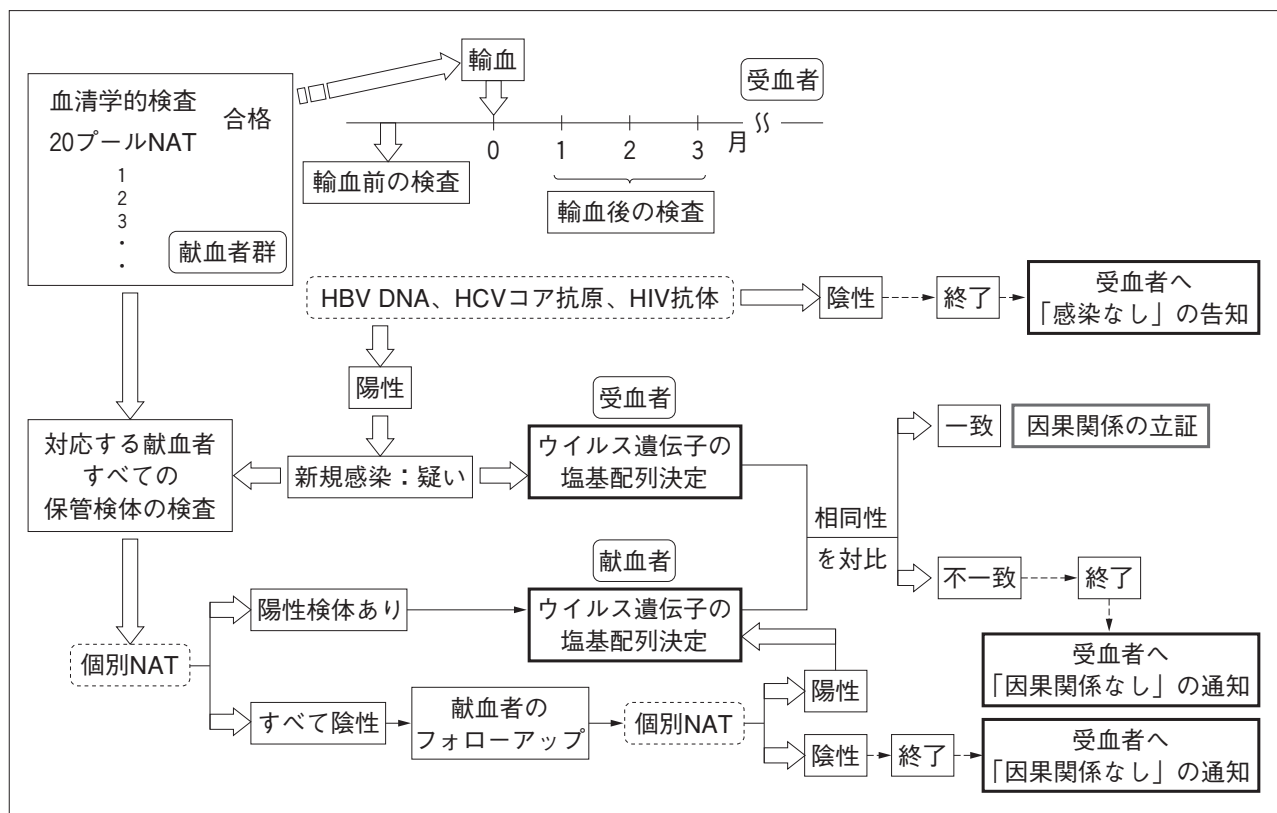 輸血
受血者
血清学的検査
合格
20プールNAT
1
2
3
・
・
献血者群
0
1
2
3
月
輸血前の検査
輸血後の検査
HBV DNA、HCVコア抗原、HIV抗体
陰性
終了
受血者へ
「感染なし」の告知
陽性
受血者
対応する献血者
すべての
保管検体の検査
新規感染：疑い
ウイルス遺伝子の
塩基配列決定
一致
因果関係の立証
相同性
を対比
献血者
不一致
終了
陽性検体あり
ウイルス遺伝子の
塩基配列決定
個別NAT
受血者へ
「因果関係なし」の通知
すべて陰性
献血者の
フォローアップ
個別NAT
陽性
陰性
終了
受血者へ
「因果関係なし」の通知